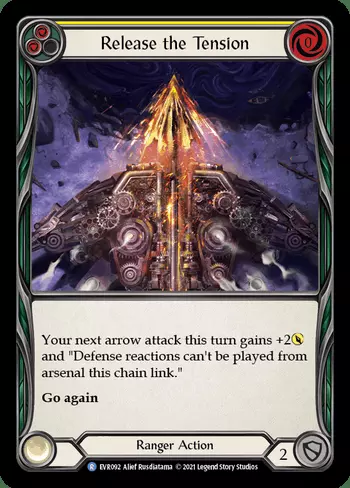 Release the Tension
0
Your next arrow attack this turn gains +2
and "Defense reactions can't be played from
arsenal this chain link."
Go again
Ranger Action
2
R EVR092 Alief Rusdiatama © 2021 Legend Story Studios